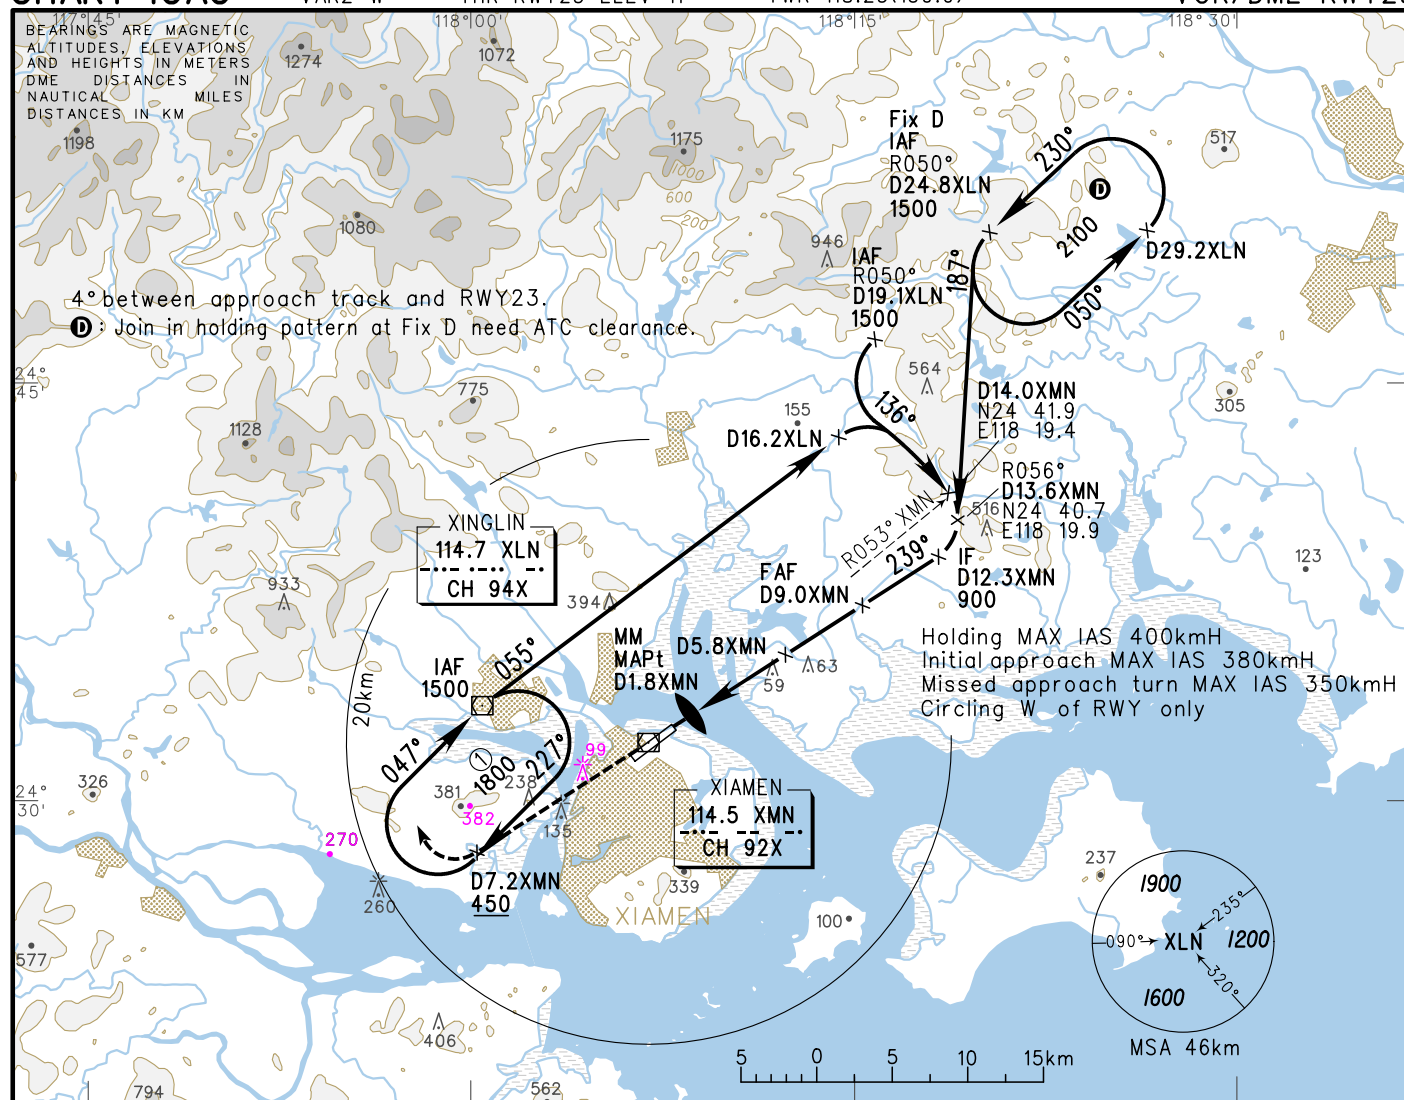 117°45'
118°00'
118°15'
118°30'
BEARINGS ARE MAGNETIC
ALTITUDES, ELEVATIONS
AND HEIGHTS IN METERS
DME DISTANCES IN
NAUTICAL MILES
DISTANCES IN KM
1274
1072
1198
1175
1000
600
200
1080
517
Fix D
IAF
R050°
D24.8XLN
1500
230°
D
2100
D29.2XLN
050°
187°
946
IAF
R050°
D19.1XLN
1500
4° between approach track and RWY23.
D : Join in holding pattern at Fix D need ATC clearance.
24°
45'
775
564
305
1128
155
136°
D16.2XLN
D14.0XMN
N24 41.9
E118 19.4
R056°
D13.6XMN
516
N24 40.7
E118 19.9
R053° XMN
239°
XINGLIN
114.7 XLN
CH 94X
123
933
394
FAF
D9.0XMN
IF
D12.3XMN
900
MM
MAPt
D1.8XMN
D5.8XMN
63
59
Holding MAX IAS 400kmH
Initial approach MAX IAS 380kmH
Missed approach turn MAX IAS 350kmH
Circling W of RWY only
IAF
1500
055°
20km
047°
1
1800
227°
99
238
381
382
135
XIAMEN
114.5 XMN
CH 92X
24°
30'
326
270
260
D7.2XMN
450
339
XIAMEN
237
100
577
1900
235°
090°
XLN
1200
320°
1600
MSA 46km
406
794
562
5 0 5 10 15km